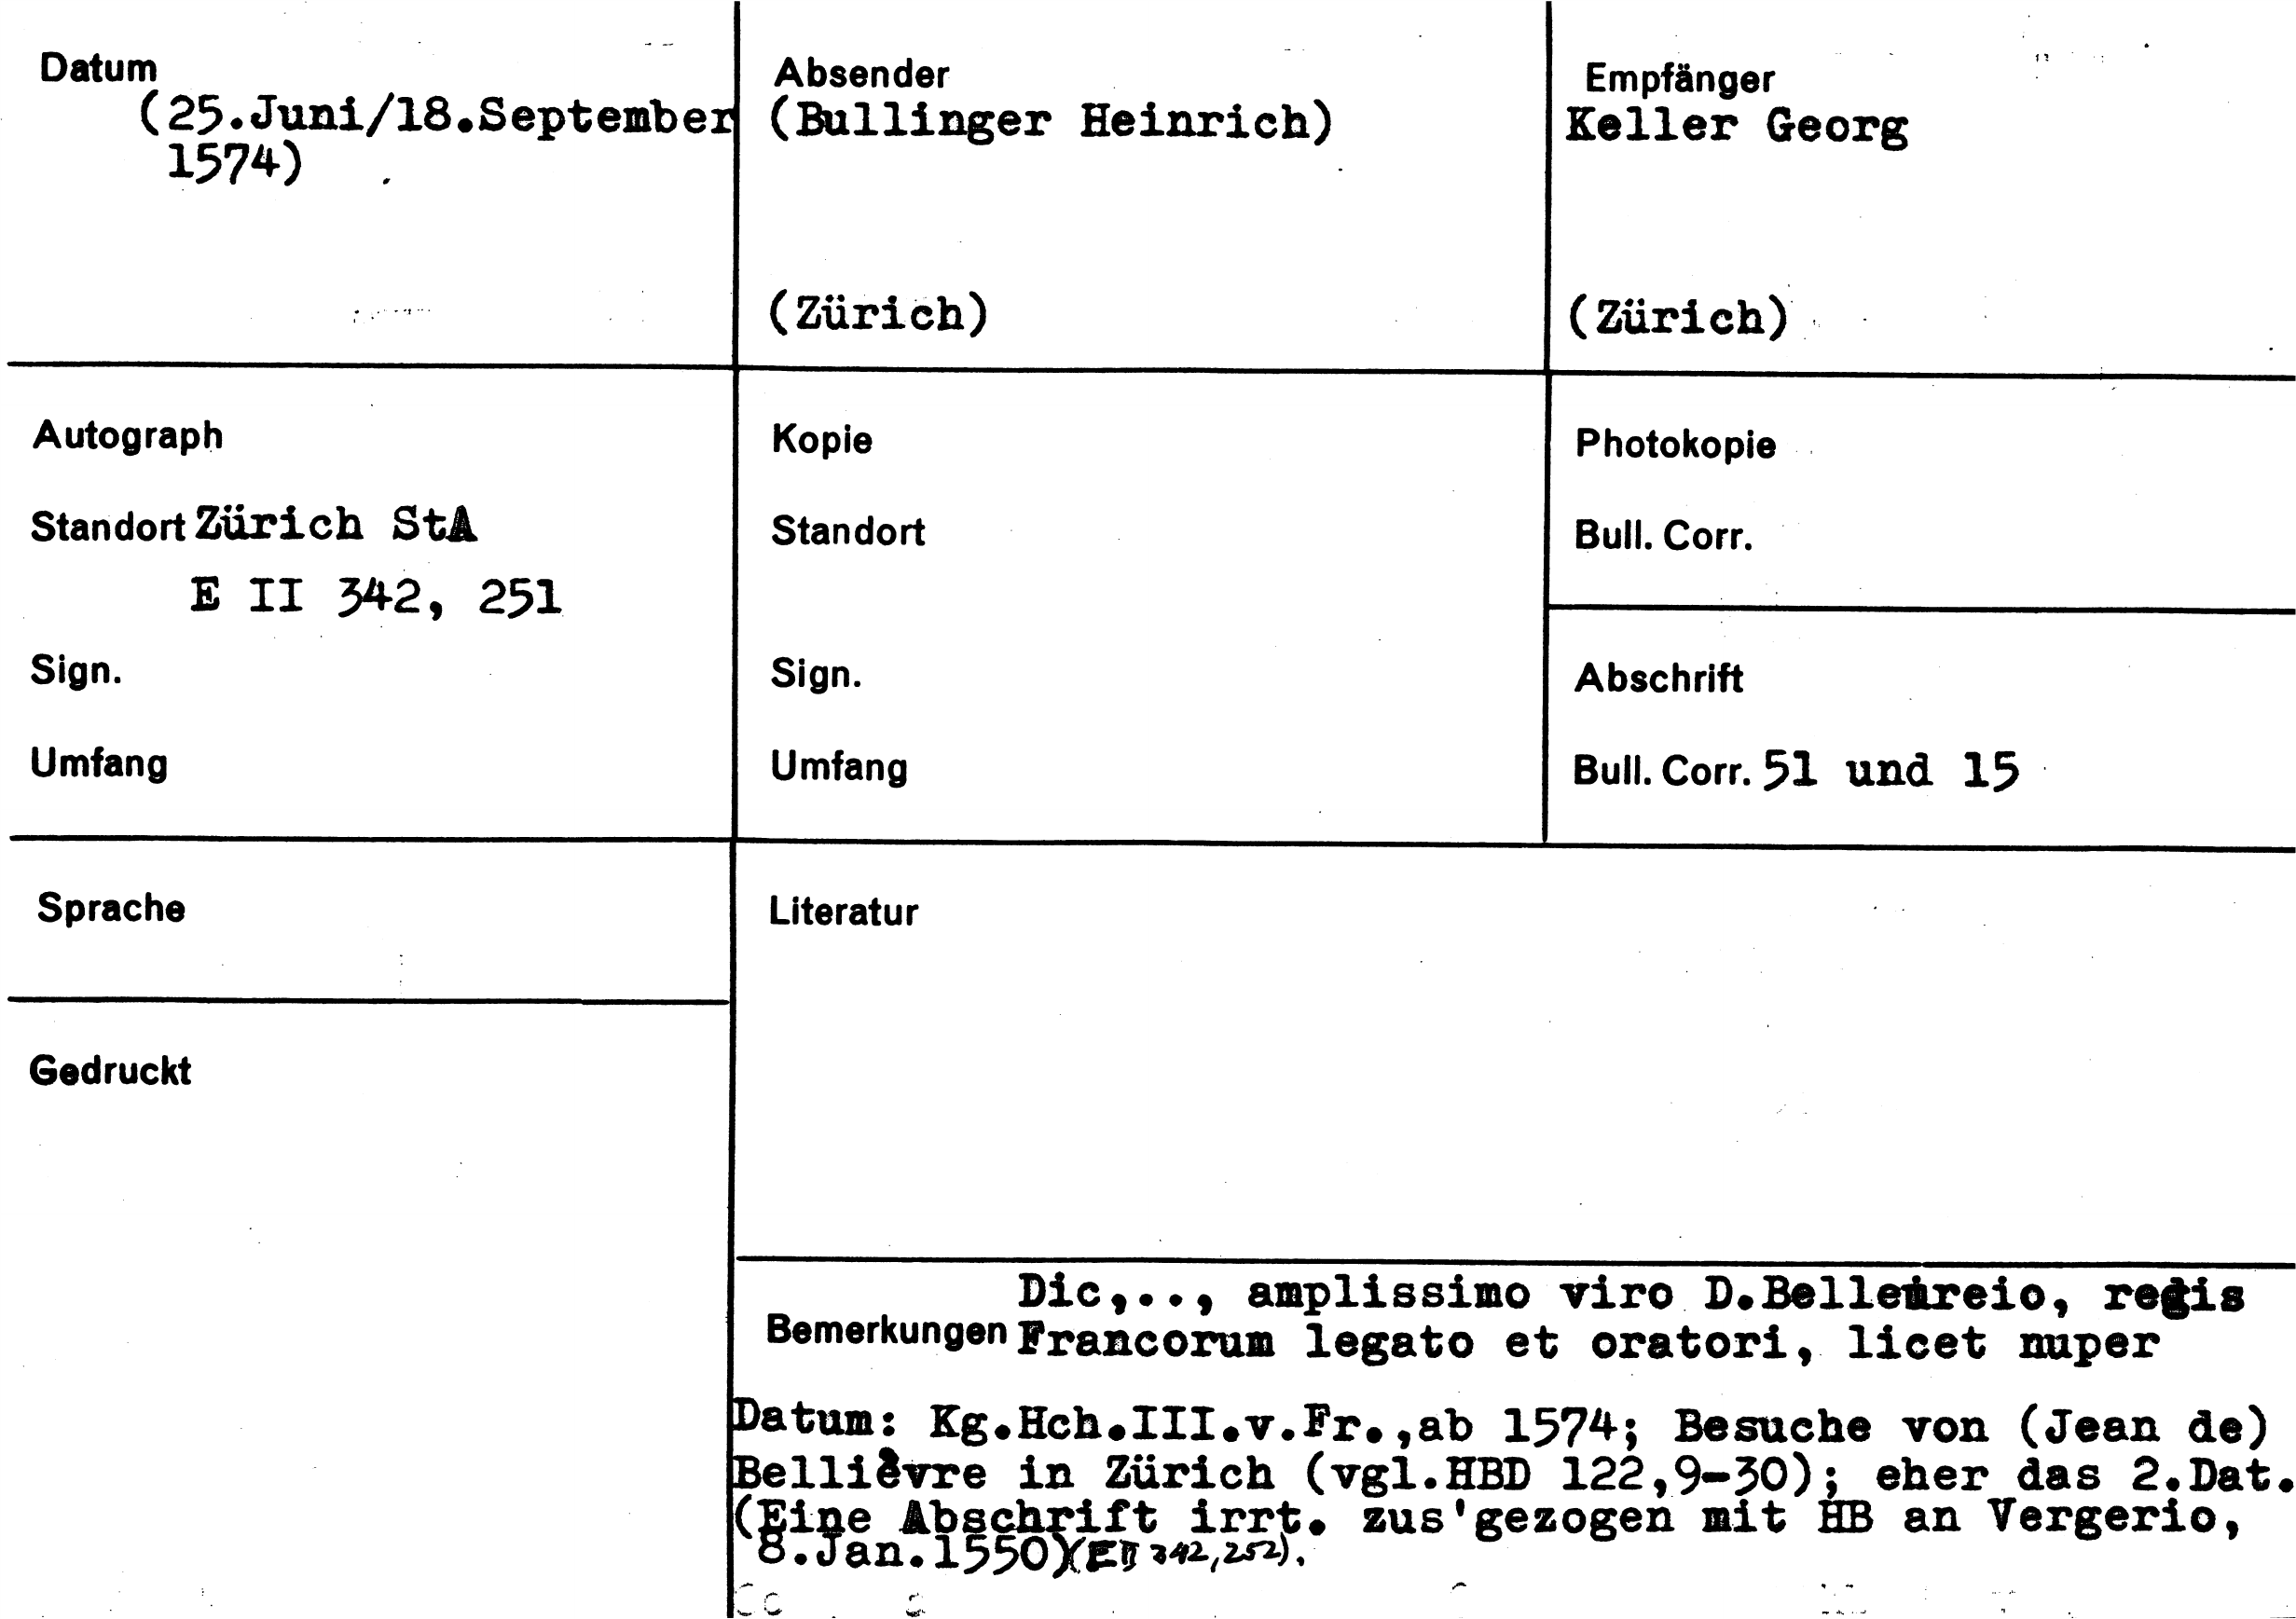 Datum
(25.Juni/18.September
1574)
Absender
(Bullinger Heinrich)
(Zürich)
Empfänger
Keller Georg
(Zürich)
Autograph
Standort Zürich StA
E II 342, 251
Sign.
Umfang
Kopie
Standort
Sign.
Umfang
Photokopie
Bull. Corr.
Abschrift
Bull. Corr. 51 und 15
Sprache
Gedruckt
Literatur
Bemerkungen
Dic,.., amplissimo viro D. regis
Francorum legato et oratori, licet nuper
Datum: Kg.Hch.III.v.Fr.,ab 1574; Besuche von (Jean de)
Bellièvre in Zürich (vgl.HBD 122,9-30); eher das 2.Dat.
(Eine Abschrift irrt. zus'gezogen mit HB an Vergerio,
8.Jan.1550)(EII 342,252).